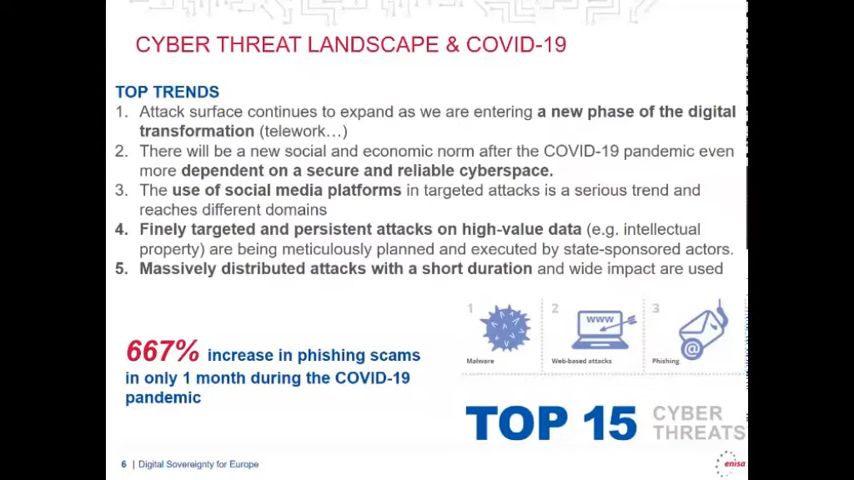 CYBER THREAT LANDSCAPE & COVID-19
TOP TRENDS
1. Attack surface continues to expand as we are entering a new phase of the digital
transformation (telework…)
2. There will be a new social and economic norm after the COVID-19 pandemic even
more dependent on a secure and reliable cyberspace.
3. The use of social media platforms in targeted attacks is a serious trend and
reaches different domains
4. Finely targeted and persistent attacks on high-value data (e.g. intellectual
property) are being meticulously planned and executed by state-sponsored actors.
5. Massively distributed attacks with a short duration and wide impact are used
667% increase in phishing scams
in only 1 month during the COVID-19
pandemic
1 2 3
WWW
@
Malware Web-based attacks Phishing
TOP 15 CYBER
THREATS
6 | Digital Sovereignty for Europe
enisa